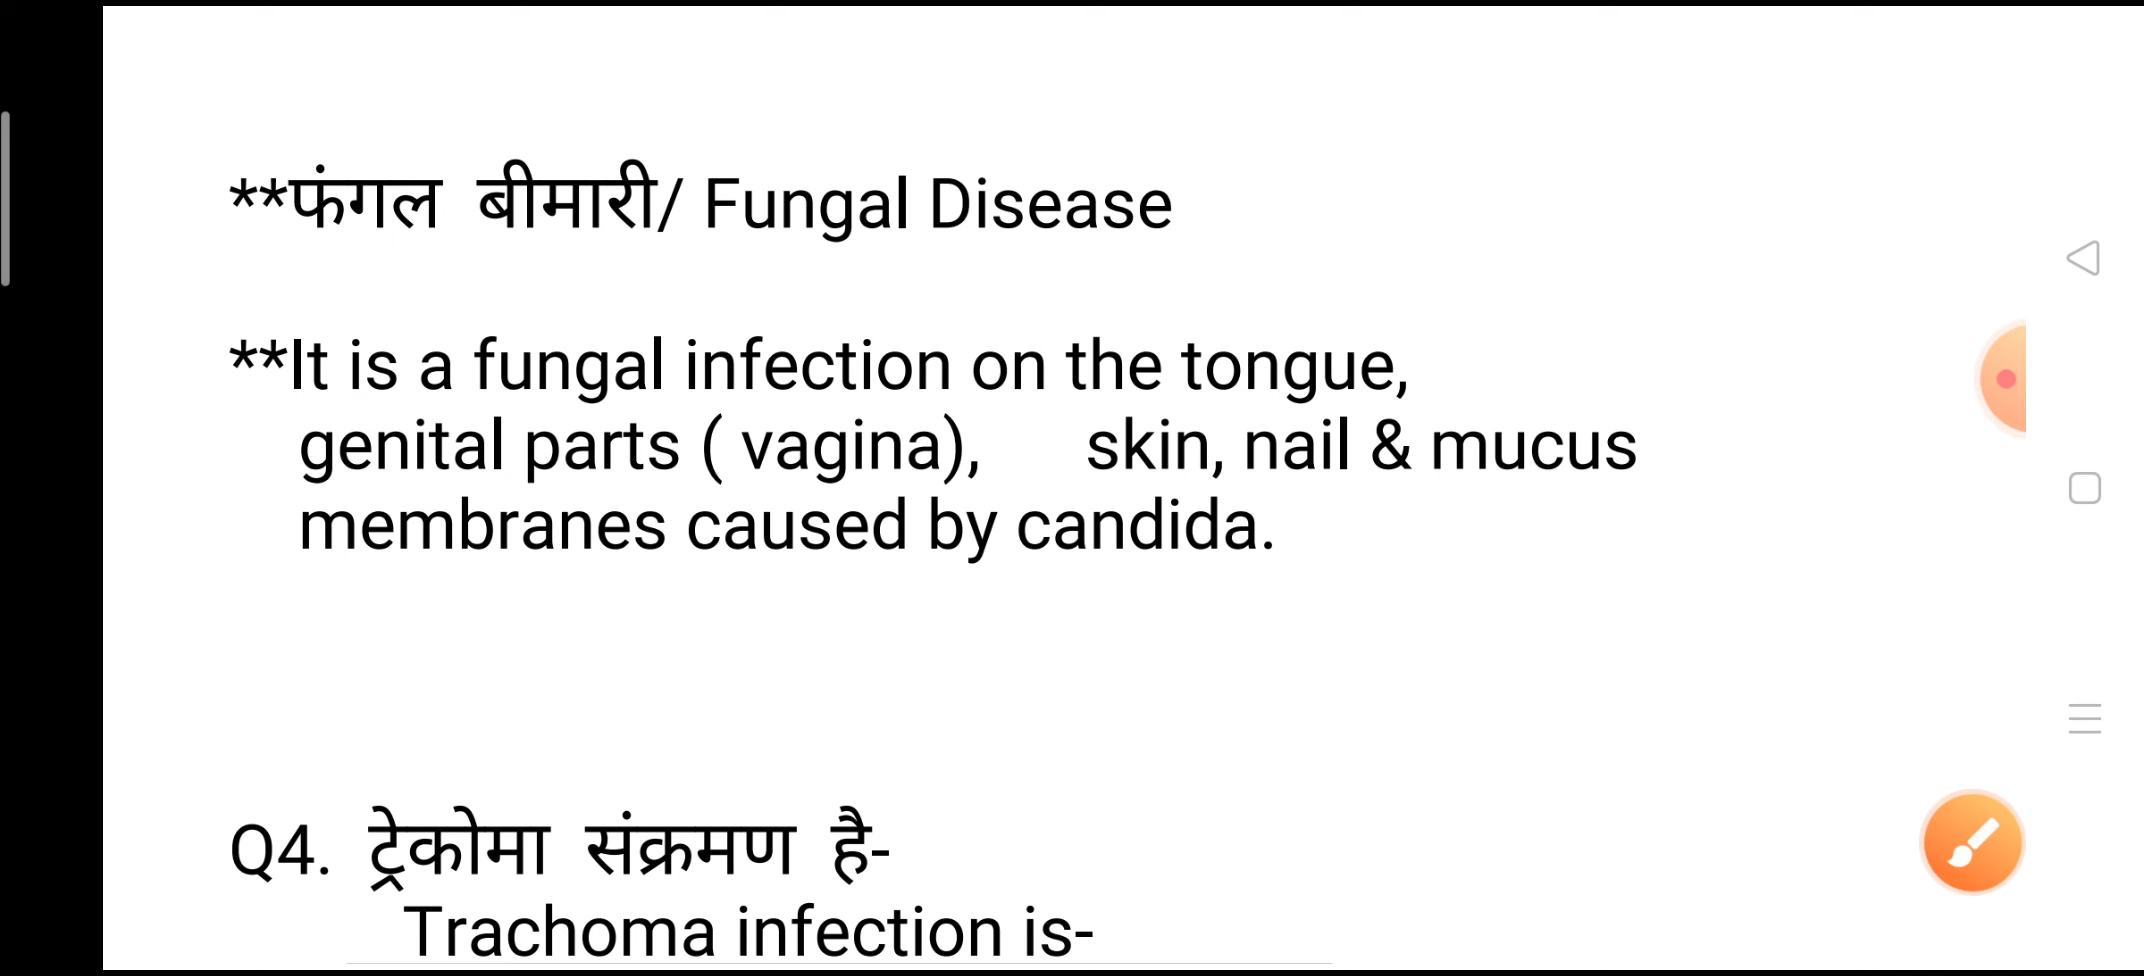 **फंगल बीमारी/ Fungal Disease
**It is a fungal infection on the tongue,
genital parts ( vagina), skin, nail & mucus
membranes caused by candida.
Q4. ट्रेकोमा संक्रमण है-
Trachoma infection is-